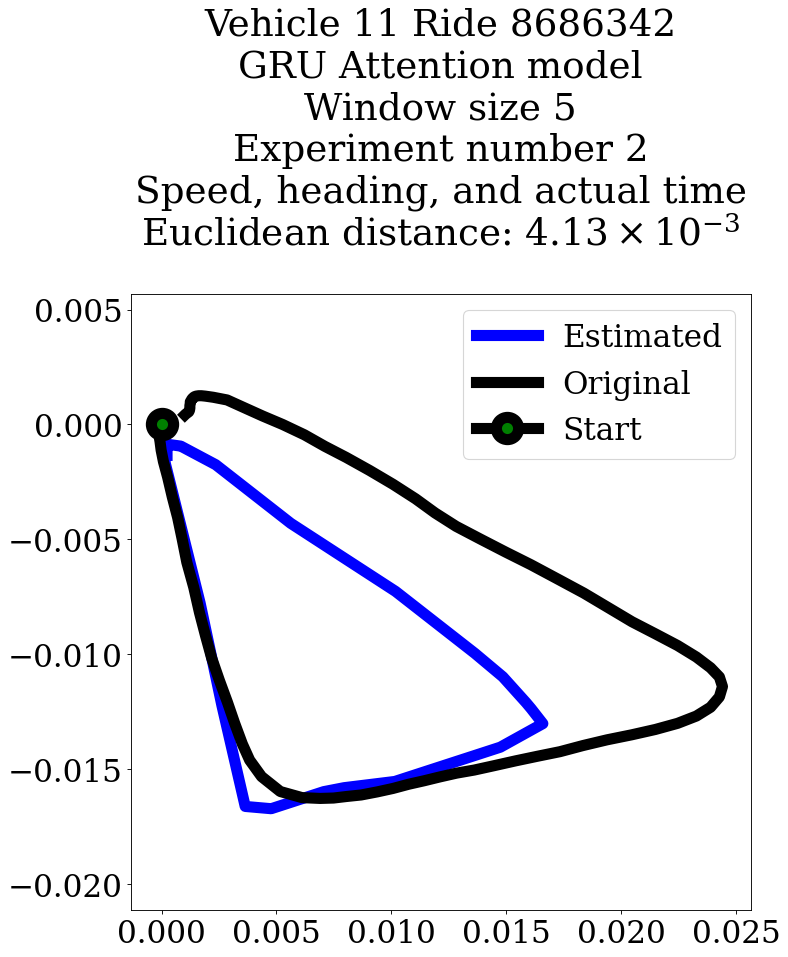 Vehicle 11 Ride 8686342
GRU Attention model
Window size 5
Experiment number 2
Speed, heading, and actual time
Euclidean distance: 4.13 × 10⁻³
Estimated
Original
Start
0.005
0.000
−0.005
−0.010
−0.015
−0.020
0.000 0.005 0.010 0.015 0.020 0.025